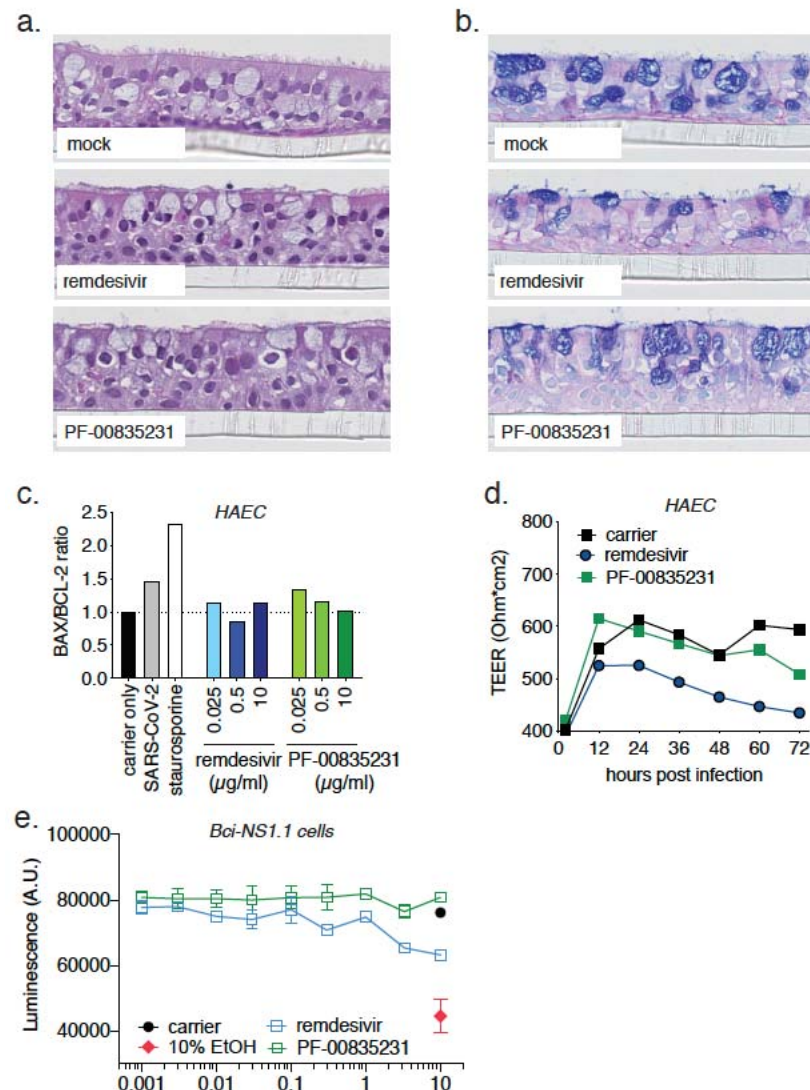 a.
mock
remdesivir
PF-00835231
b.
mock
remdesivir
PF-00835231
c.
HAEC
BAX/BCL-2 ratio
2.5
2.0
1.5
1.0
0.5
0.0
carrier only
SARS-CoV-2
staurosporine
0.025
0.5
10
0.025
0.5
10
remdesivir
(µg/ml)
PF-00835231
(µg/ml)
d.
HAEC
carrier
remdesivir
PF-00835231
TEER (Ohm*cm2)
800
700
600
500
400
0 12 24 36 48 60 72
hours post infection
e.
Bci-NS1.1 cells
Luminescence (A.U.)
100000
80000
60000
40000
carrier
remdesivir
10% EtOH
PF-00835231
0.001 0.01 0.1 1 10